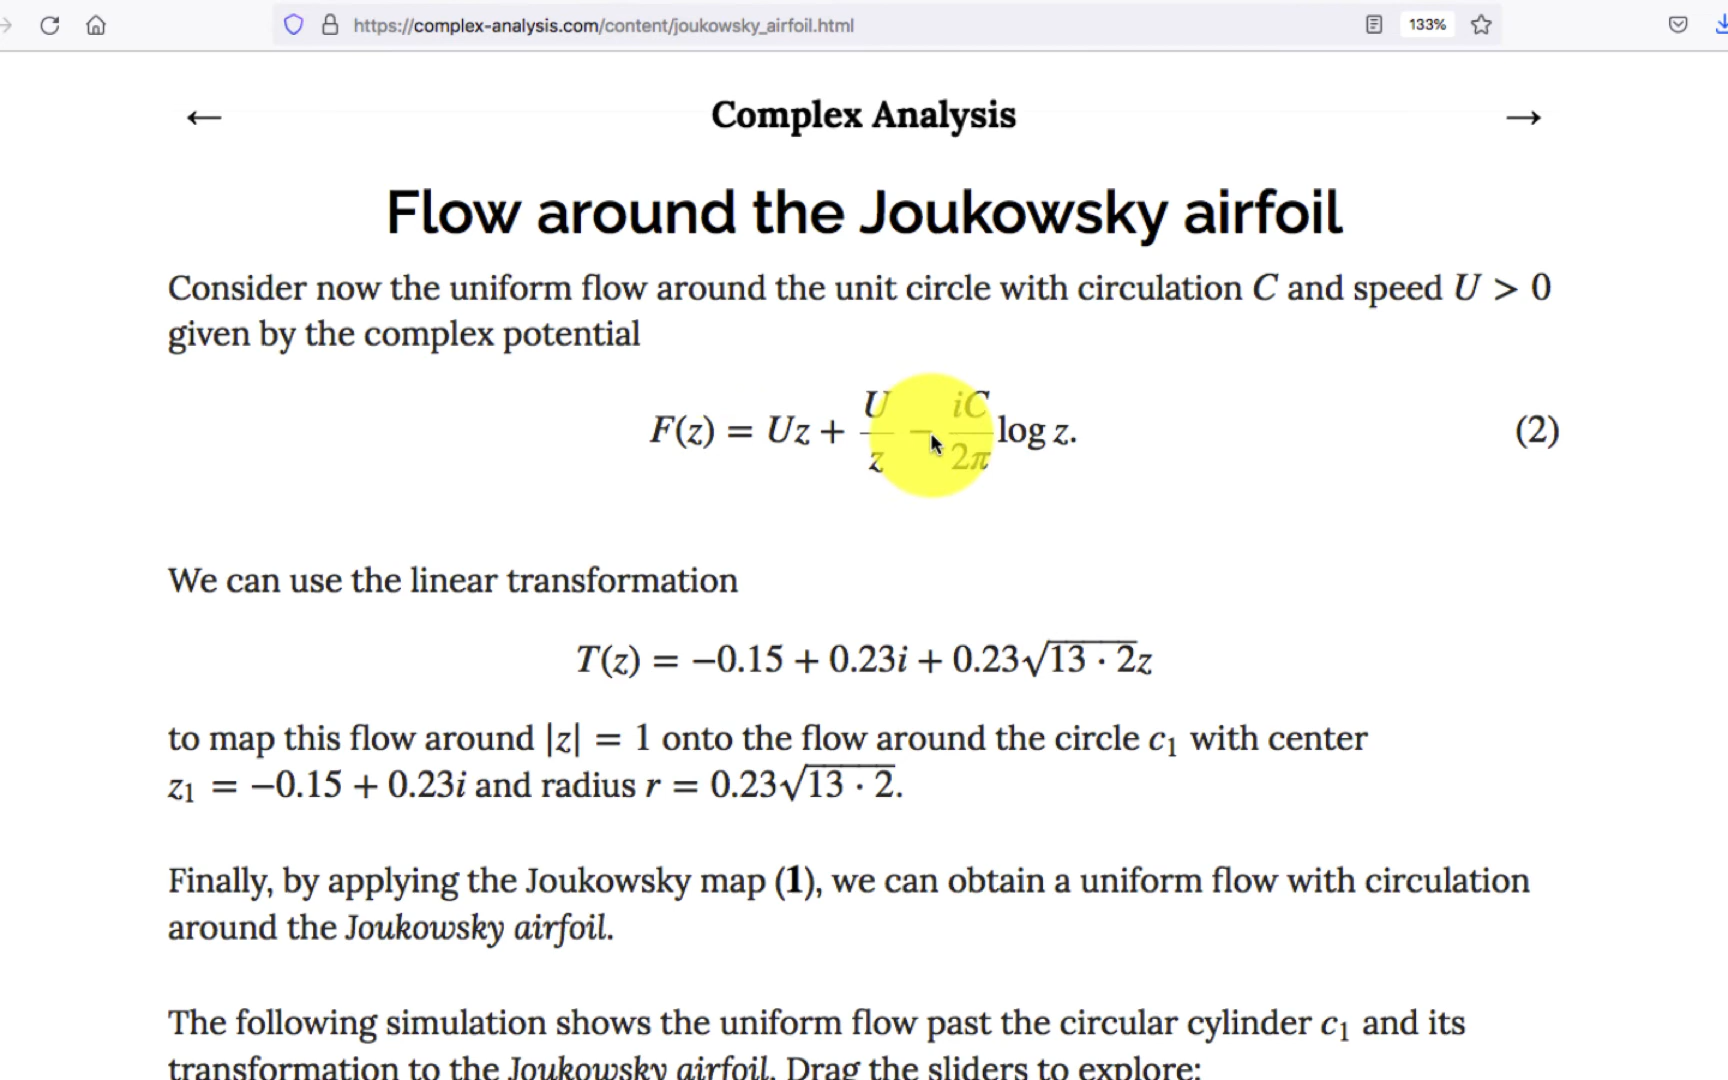 https://complex-analysis.com/content/joukowsky_airfoil.html 133%
← Complex Analysis →
Flow around the Joukowsky airfoil
Consider now the uniform flow around the unit circle with circulation C and speed U > 0
given by the complex potential
F(z) = Uz + U/z − iC/2π log z. (2)
We can use the linear transformation
T(z) = −0.15 + 0.23i + 0.23√13 · 2z
to map this flow around |z| = 1 onto the flow around the circle c₁ with center
z₁ = −0.15 + 0.23i and radius r = 0.23√13 · 2.
Finally, by applying the Joukowsky map (1), we can obtain a uniform flow with circulation
around the Joukowsky airfoil.
The following simulation shows the uniform flow past the circular cylinder c₁ and its
transformation to the Joukowsky airfoil. Drag the sliders to explore: